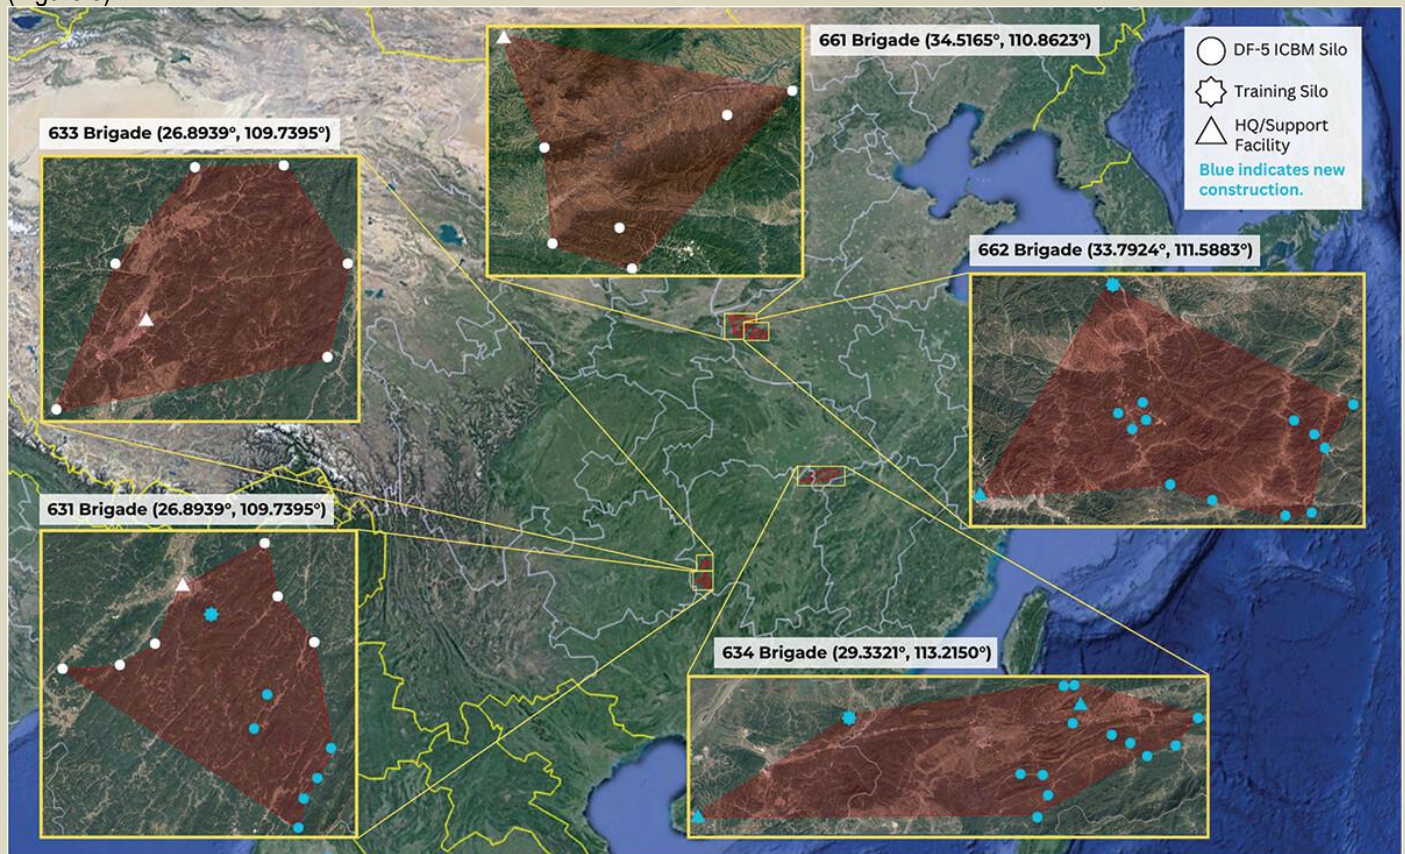 661 Brigade (34.5165°, 110.8623°)
DF-5 ICBM Silo
Training Silo
HQ/Support
Facility
Blue indicates new
construction.
633 Brigade (26.8939°, 109.7395°)
662 Brigade (33.7924°, 111.5883°)
631 Brigade (26.8939°, 109.7395°)
634 Brigade (29.3321°, 113.2150°)